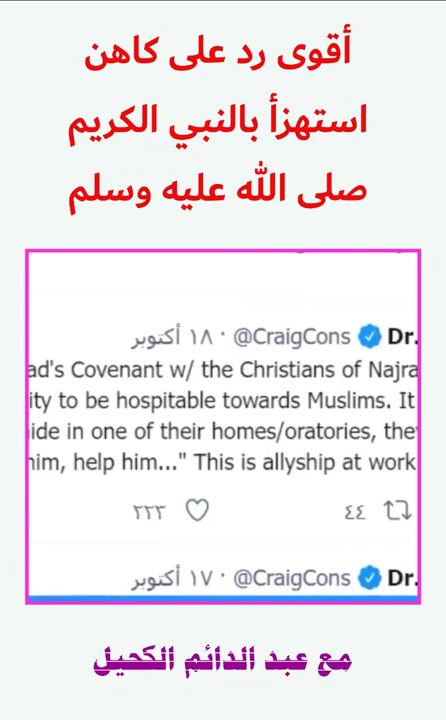 أقوى رد على كاهن
استهزأ بالنبي الكريم
صلى الله عليه وسلم
Dr. @CraigCons · ١٨ أكتوبر
ad's Covenant w/ the Christians of Najra
ity to be hospitable towards Muslims. It
ide in one of their homes/oratories, the
him, help him..." This is allyship at work
٢٢٣ ٤٤
Dr. @CraigCons · ١٧ أكتوبر
مع عبد الدائم الكحيل